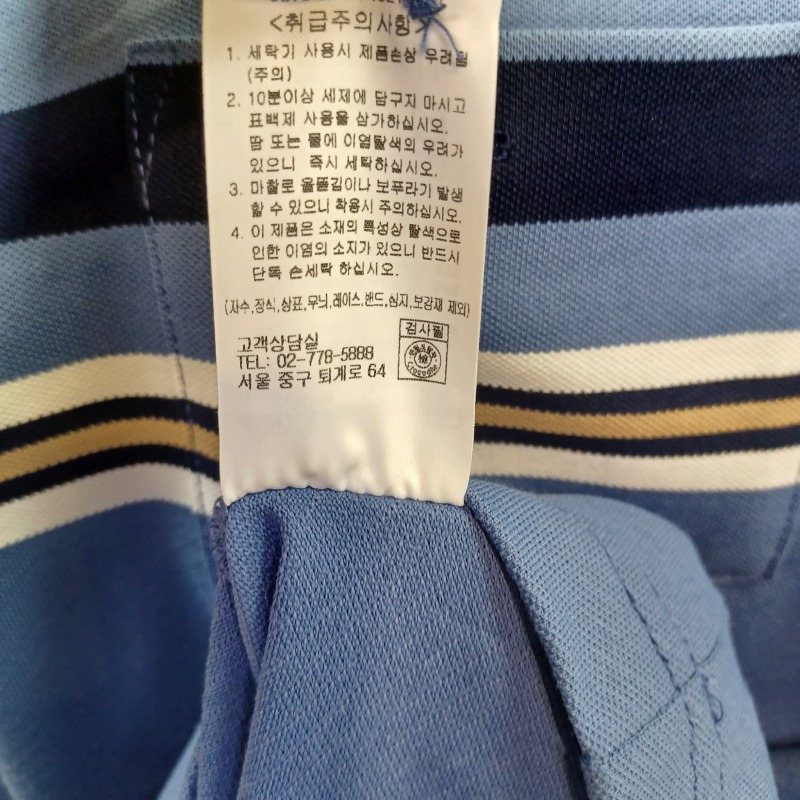 <취급주의사항>
1. 세탁기 사용시 제품손상 우려됨
(주의)
2. 10분이상 세제에 담구지 마시고
표백제 사용을 삼가하십시오.
땀 또는 물에 이염탈색의 우려가
있으니 즉시 세탁하십시오.
3. 마찰로 올뜯김이나 보푸라기 발생
할 수 있으니 착용시 주의하십시오.
4. 이 제품은 소재의 특성상 탈색으로
인한 이염의 소지가 있으니 반드시
단독 손세탁 하십시오.
(자수,장식,상표,무늬,레이스,밴드,심지,보강재 제외)
고객상담실
TEL: 02-778-5888
서울 중구 퇴계로 64
검사필
Crocodile